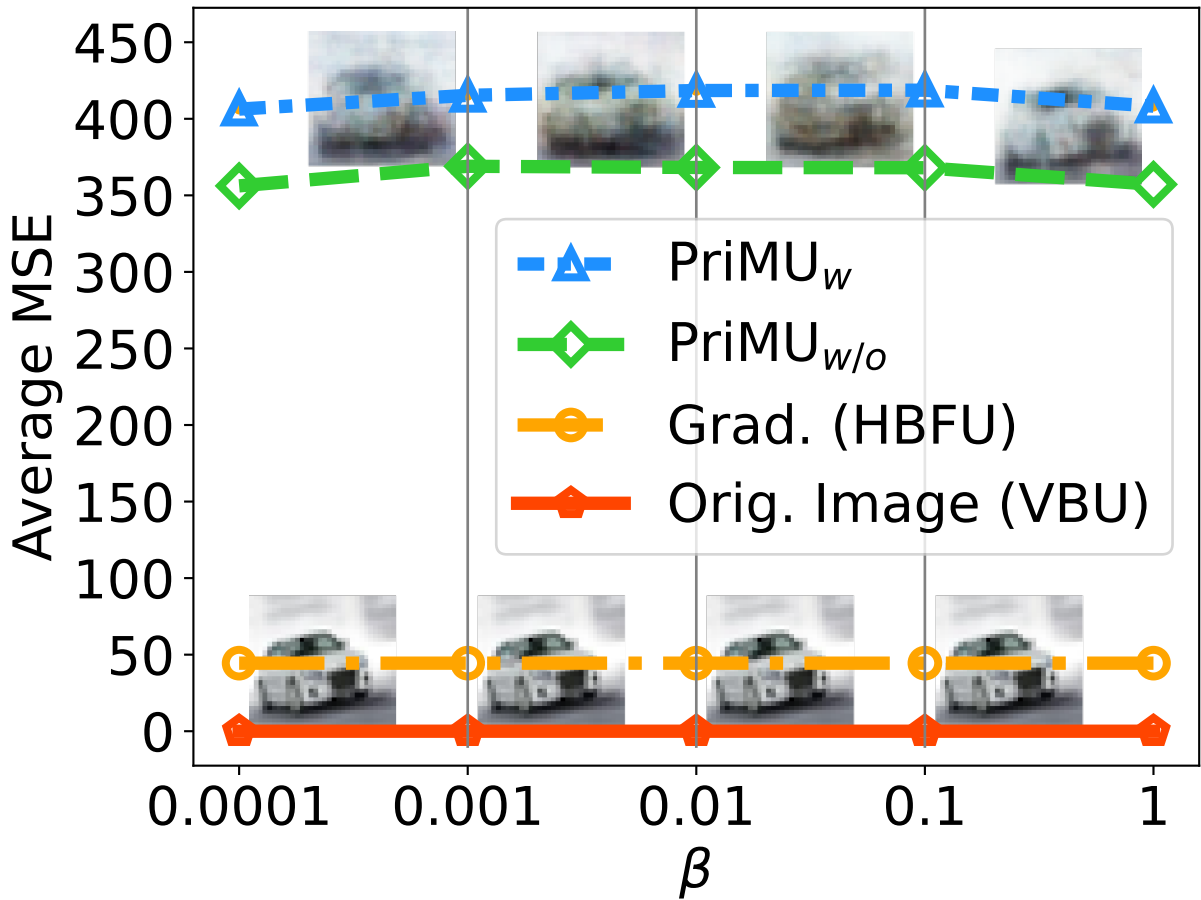 Average MSE
450
400
350
300
250
200
150
100
50
0
PriMU_w
PriMU_w/o
Grad. (HBFU)
Orig. Image (VBU)
0.0001 0.001 0.01 0.1 1
β